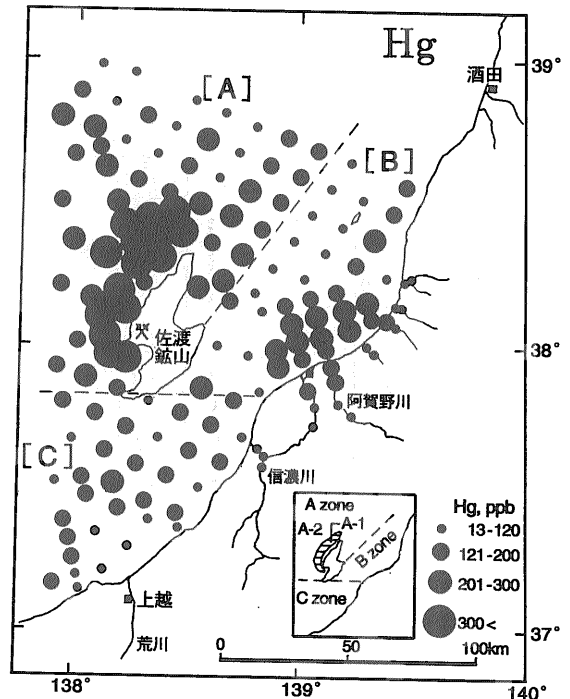 Hg
酒田
39°
[A]
[B]
佐渡
鉱山
38°
阿賀野川
[C]
信濃川
A zone
A-1
A-2
B zone
C zone
Hg, ppb
13-120
121-200
201-300
300<
上越
荒川
0
50
100km
37°
138°
139°
140°